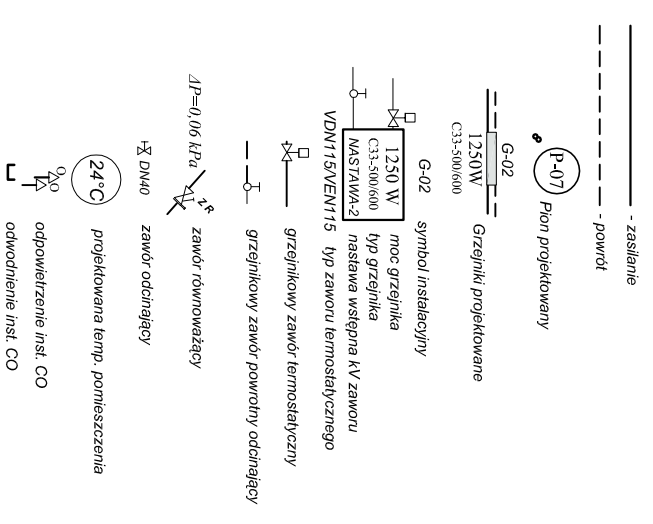 - zasilanie
- powrót
P-07 Pion projektowany
G-02
1250W
C33-500/600
Grzejniki projektowane
G-02 symbol instalacyjny
1250 W moc grzejnika
C33-500/600 typ grzejnika
NASTAWA-2 nastawa wstępna kV zaworu
VDN115/VEN115 typ zaworu termostatycznego
grzejnikowy zawór termostatyczny
grzejnikowy zawór powrotny odcinający
ΔP=0,06 kPa ZR zawór równoważący
DN40 zawór odcinający
24°C projektowana temp. pomieszczenia
odpowietrzenie inst. CO
odwodnienie inst. CO